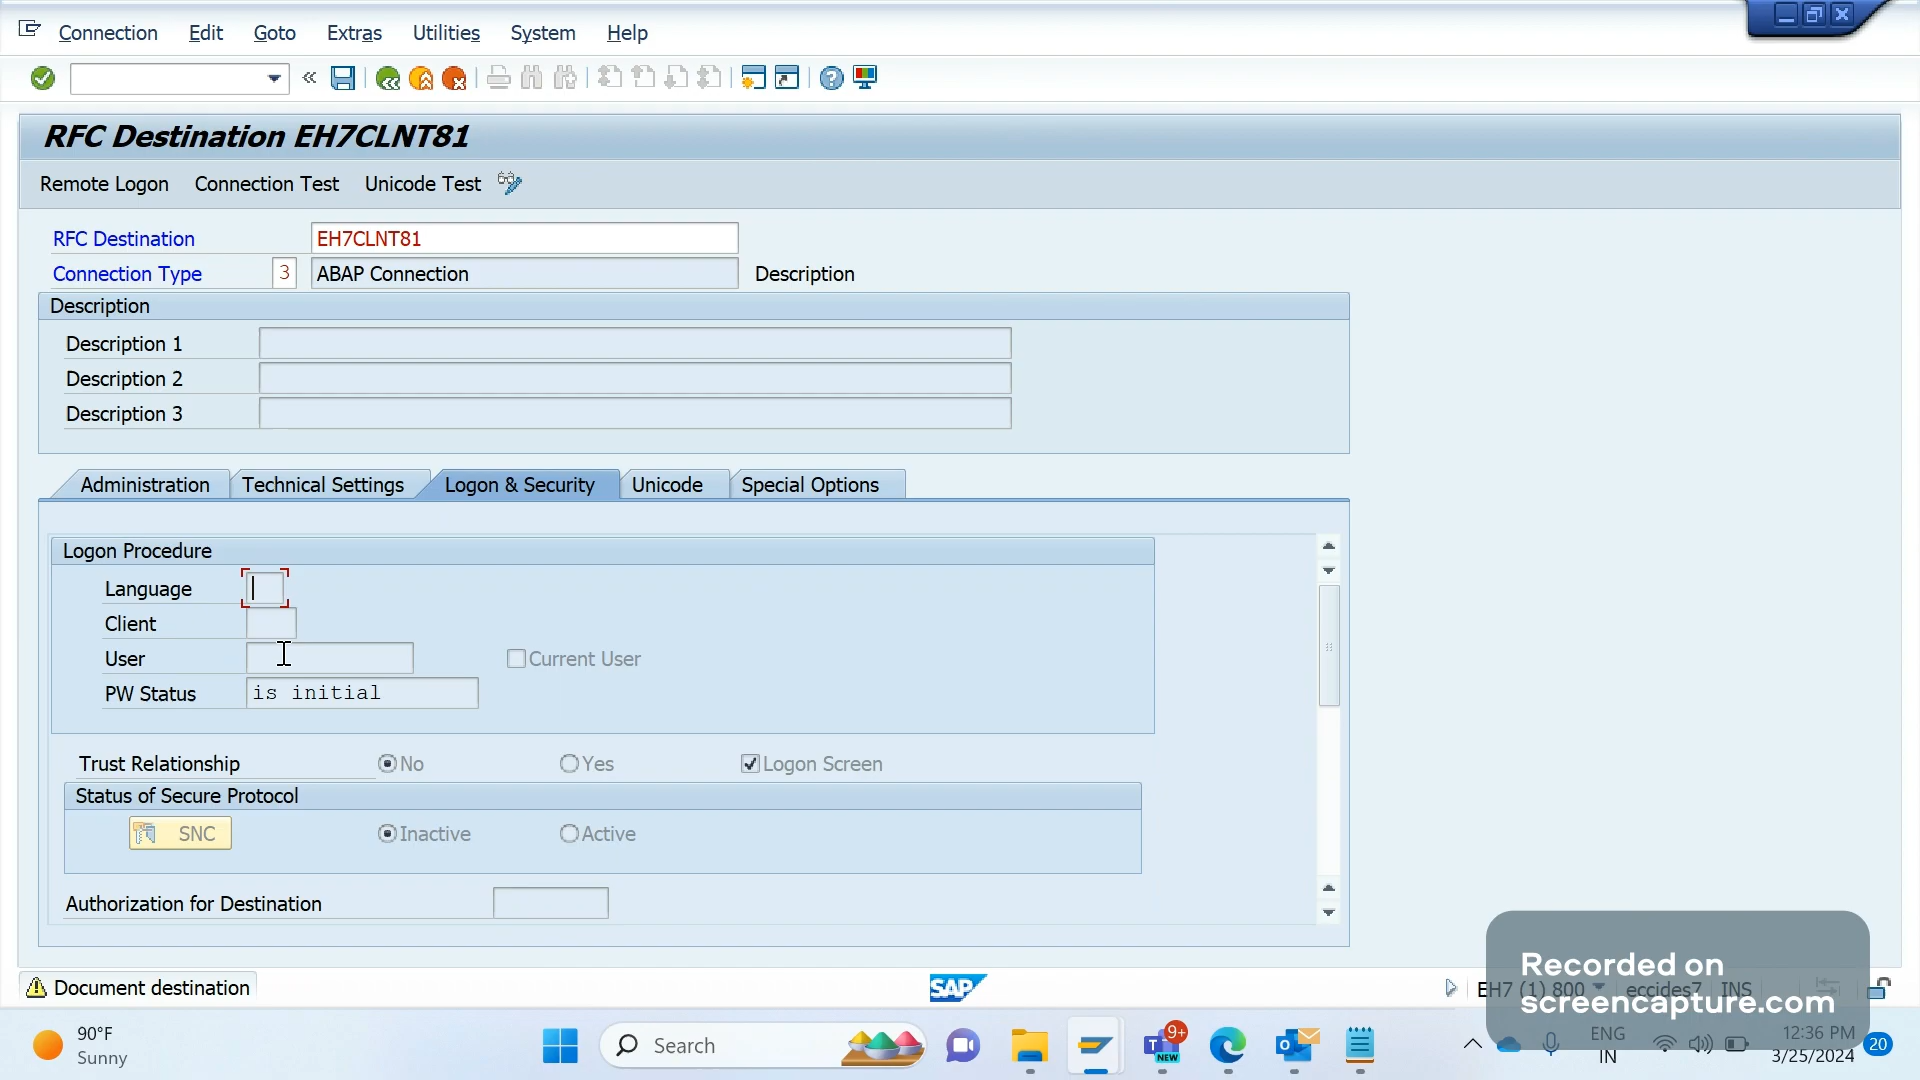 Connection Edit Goto Extras Utilities System Help
RFC Destination EH7CLNT81
Remote Logon Connection Test Unicode Test
RFC Destination EH7CLNT81
Connection Type 3 ABAP Connection Description
Description
Description 1
Description 2
Description 3
Administration Technical Settings Logon & Security Unicode Special Options
Logon Procedure
Language
Client
User Current User
PW Status is initial
Trust Relationship No Yes Logon Screen
Status of Secure Protocol
SNC Inactive Active
Authorization for Destination
Recorded on
screencapture.com
Document destination SAP EH7 (1) 800 eccides7 INS
90°F
Sunny
Search
9+
T NEW
ENG
IN
12:36 PM
3/25/2024
20